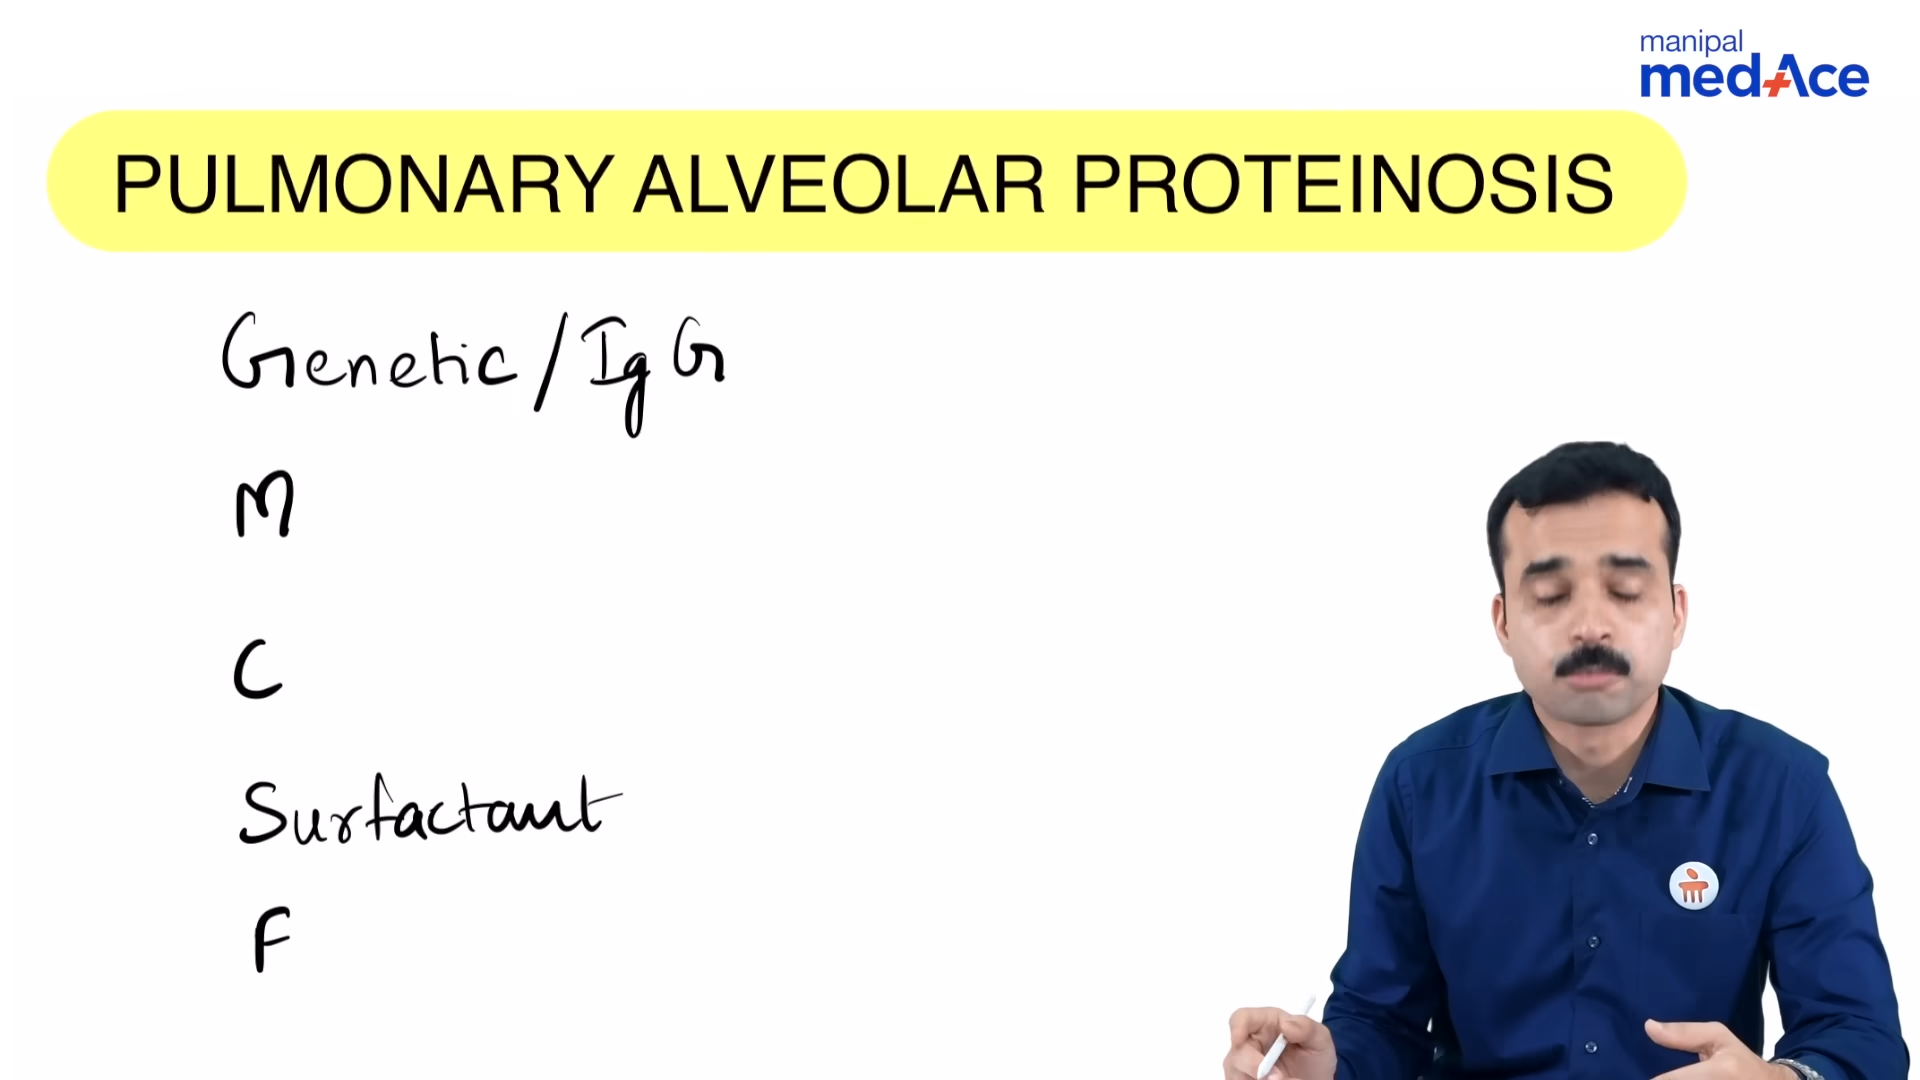 manipal
medAce
PULMONARY ALVEOLAR PROTEINOSIS
Genetic/IgG
M
C
Surfactant
F